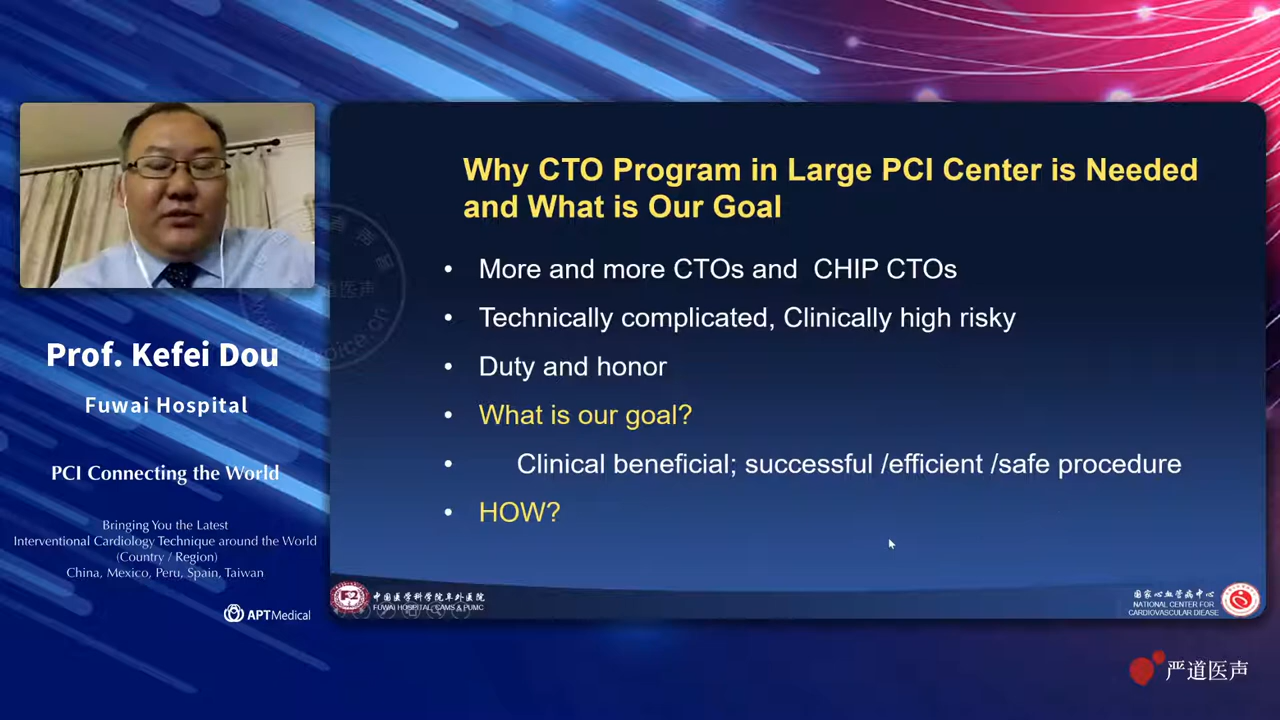 Why CTO Program in Large PCI Center is Needed
and What is Our Goal
• More and more CTOs and CHIP CTOs
• Technically complicated, Clinically high risky
• Duty and honor
• What is our goal?
• Clinical beneficial; successful /efficient /safe procedure
• HOW?
Prof. Kefei Dou
Fuwai Hospital
PCI Connecting the World
Bringing You the Latest
Interventional Cardiology Technique around the World
(Country / Region)
China, Mexico, Peru, Spain, Taiwan
APTMedical
中国医学科学院阜外医院
FUWAI HOSPITAL, CAMS & PUMC
国家心血管病中心
NATIONAL CENTER FOR
CARDIOVASCULAR DIEASE
严道医声